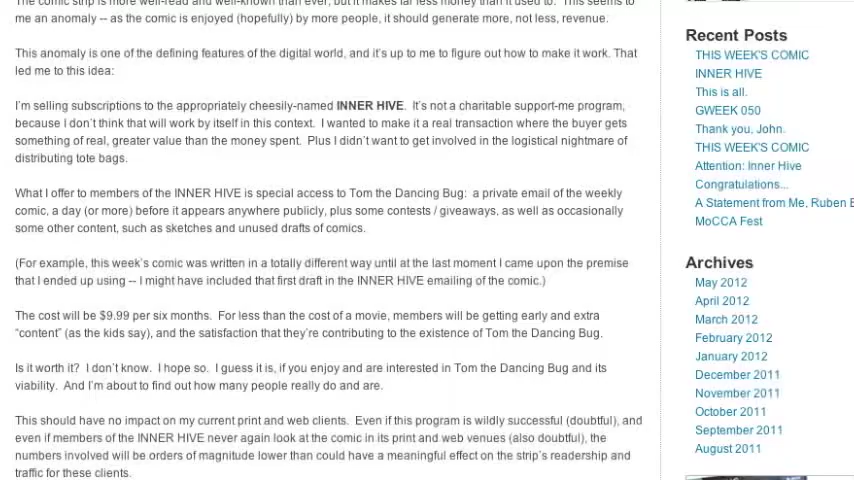 The comic strip is more well-read and well-known than ever, but it makes far less money than it used to.  This seems to
me an anomaly -- as the comic is enjoyed (hopefully) by more people, it should generate more, not less, revenue.
This anomaly is one of the defining features of the digital world, and it's up to me to figure out how to make it work. That
led me to this idea:
I'm selling subscriptions to the appropriately cheesily-named INNER HIVE.  It's not a charitable support-me program,
because I don't think that will work by itself in this context.  I wanted to make it a real transaction where the buyer gets
something of real, greater value than the money spent.  Plus I didn't want to get involved in the logistical nightmare of
distributing tote bags.
What I offer to members of the INNER HIVE is special access to Tom the Dancing Bug:  a private email of the weekly
comic, a day (or more) before it appears anywhere publicly, plus some contests / giveaways, as well as occasionally
some other content, such as sketches and unused drafts of comics.
(For example, this week's comic was written in a totally different way until at the last moment I came upon the premise
that I ended up using -- I might have included that first draft in the INNER HIVE emailing of the comic.)
The cost will be $9.99 per six months.  For less than the cost of a movie, members will be getting early and extra
"content" (as the kids say), and the satisfaction that they're contributing to the existence of Tom the Dancing Bug.
Is it worth it?  I don't know.  I hope so.  I guess it is, if you enjoy and are interested in Tom the Dancing Bug and its
viability.  And I'm about to find out how many people really do and are.
This should have no impact on my current print and web clients.  Even if this program is wildly successful (doubtful), and
even if members of the INNER HIVE never again look at the comic in its print and web venues (also doubtful), the
numbers involved will be orders of magnitude lower than could have a meaningful effect on the strip's readership and
traffic for these clients.
Recent Posts
THIS WEEK'S COMIC
INNER HIVE
This is all.
GWEEK 050
Thank you, John.
THIS WEEK'S COMIC
Attention: Inner Hive
Congratulations...
A Statement from Me, Ruben B
MoCCA Fest
Archives
May 2012
April 2012
March 2012
February 2012
January 2012
December 2011
November 2011
October 2011
September 2011
August 2011